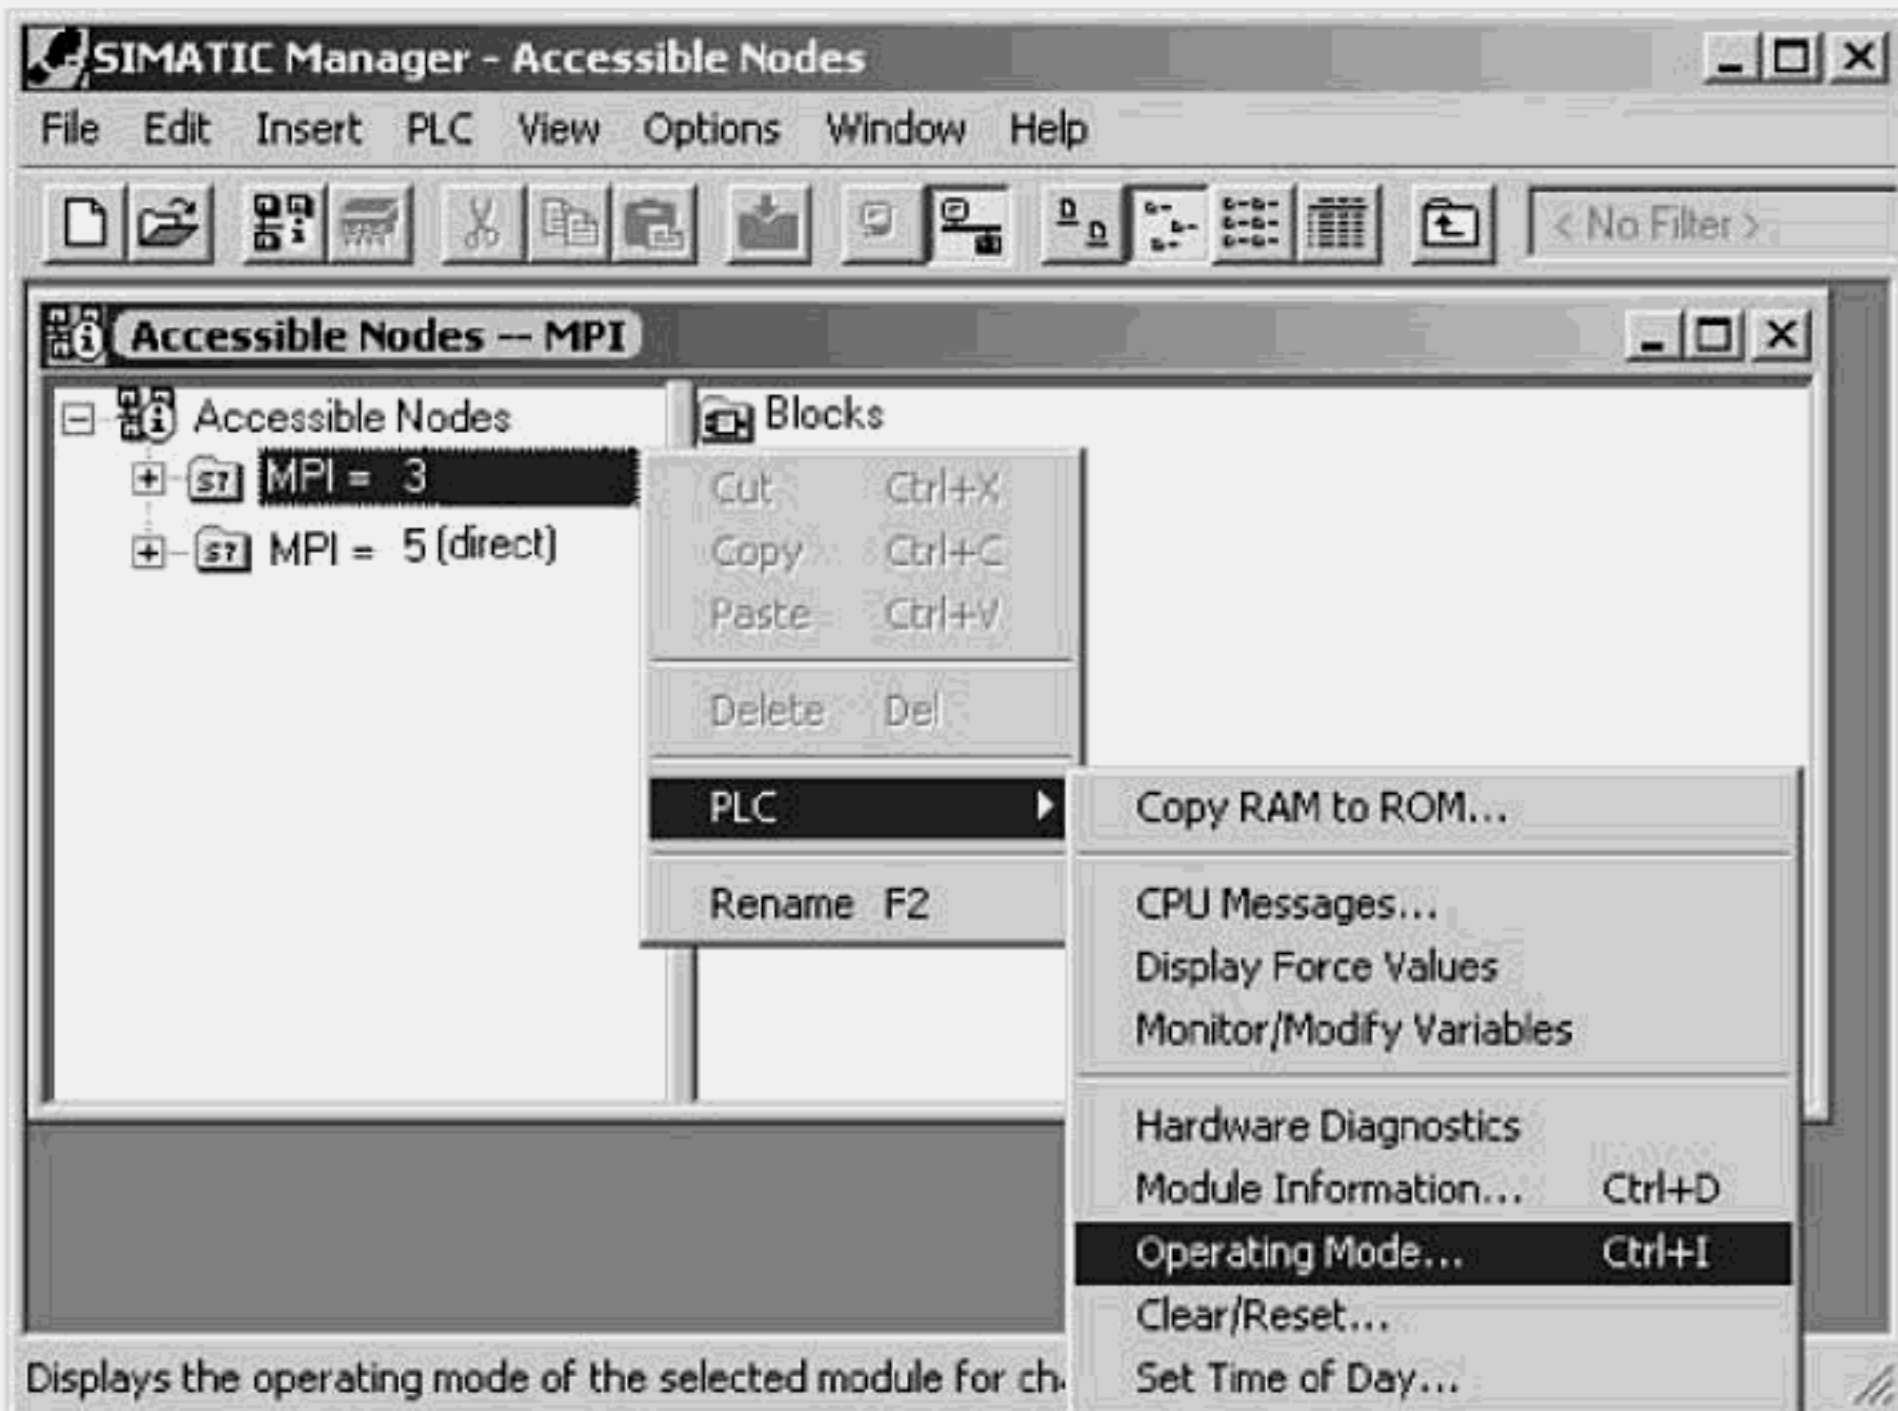 SIMATIC Manager - Accessible Nodes
File Edit Insert PLC View Options Window Help
< No Filter >
Accessible Nodes -- MPI
Accessible Nodes
MPI = 3
MPI = 5 (direct)
Blocks
Cut Ctrl+X
Copy Ctrl+C
Paste Ctrl+V
Delete Del
PLC
Rename F2
Copy RAM to ROM...
CPU Messages...
Display Force Values
Monitor/Modify Variables
Hardware Diagnostics
Module Information... Ctrl+D
Operating Mode... Ctrl+I
Clear/Reset...
Set Time of Day...
Displays the operating mode of the selected module for